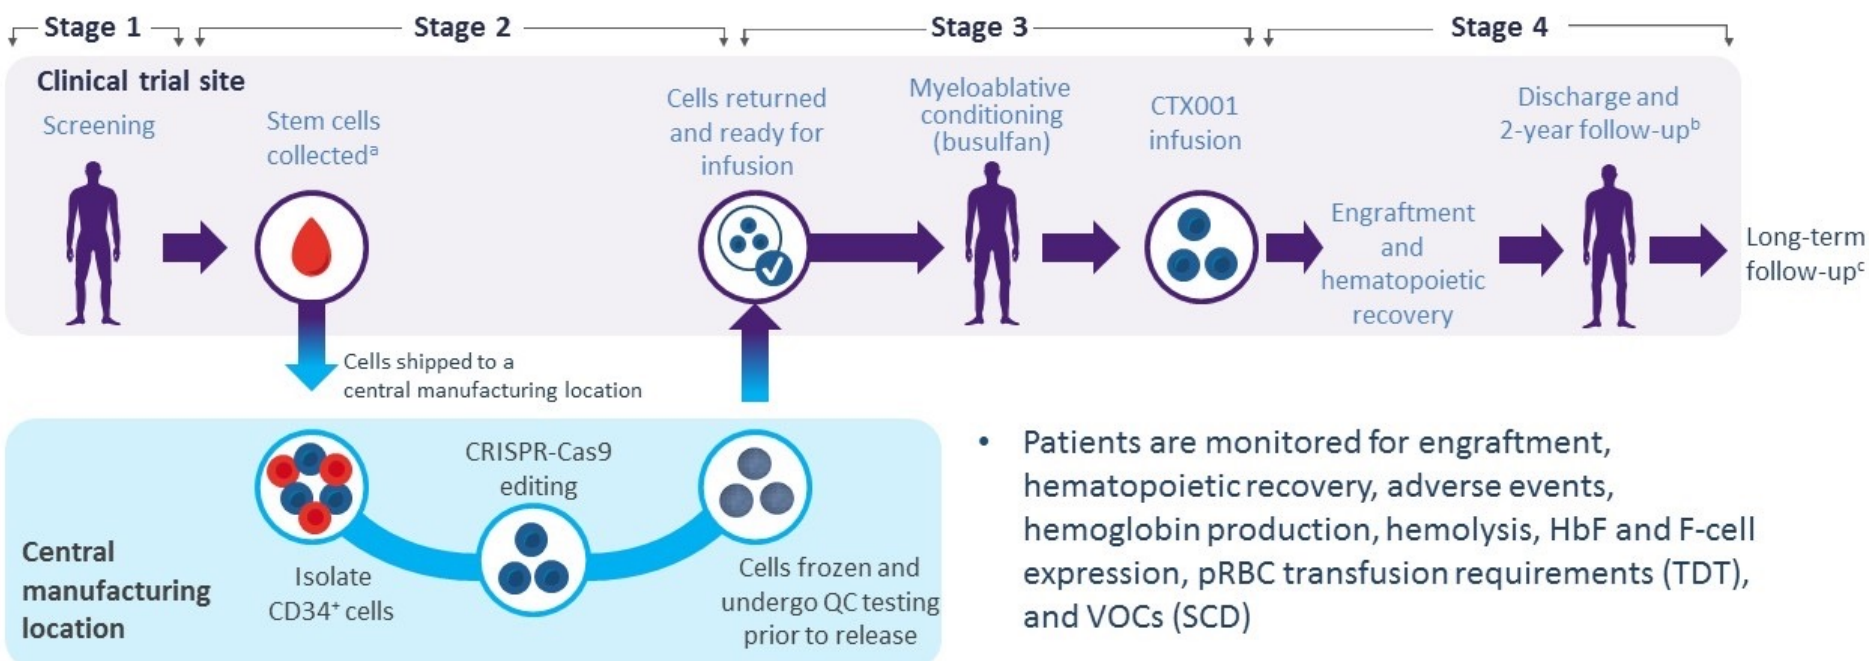 Stage 1
Stage 2
Stage 3
Stage 4
Clinical trial site
Screening
Stem cells
collectedᵃ
Cells returned
and ready for
infusion
Myeloablative
conditioning
(busulfan)
CTX001
infusion
Engraftment
and
hematopoietic
recovery
Discharge and
2-year follow-upᵇ
Long-term
follow-upᶜ
Cells shipped to a
central manufacturing location
Central
manufacturing
location
Isolate
CD34⁺ cells
CRISPR-Cas9
editing
Cells frozen and
undergo QC testing
prior to release
• Patients are monitored for engraftment,
hematopoietic recovery, adverse events,
hemoglobin production, hemolysis, HbF and F-cell
expression, pRBC transfusion requirements (TDT),
and VOCs (SCD)